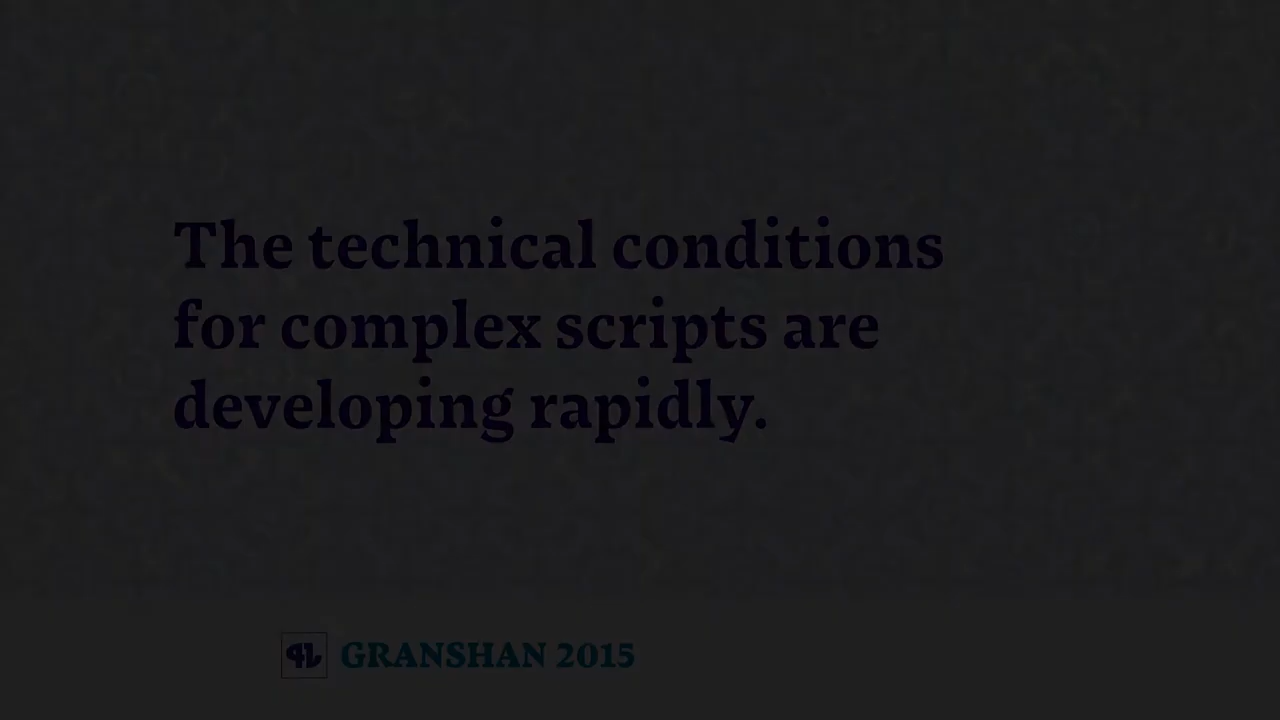 The technical conditions
for complex scripts are
developing rapidly.
GRANSHAN 2015